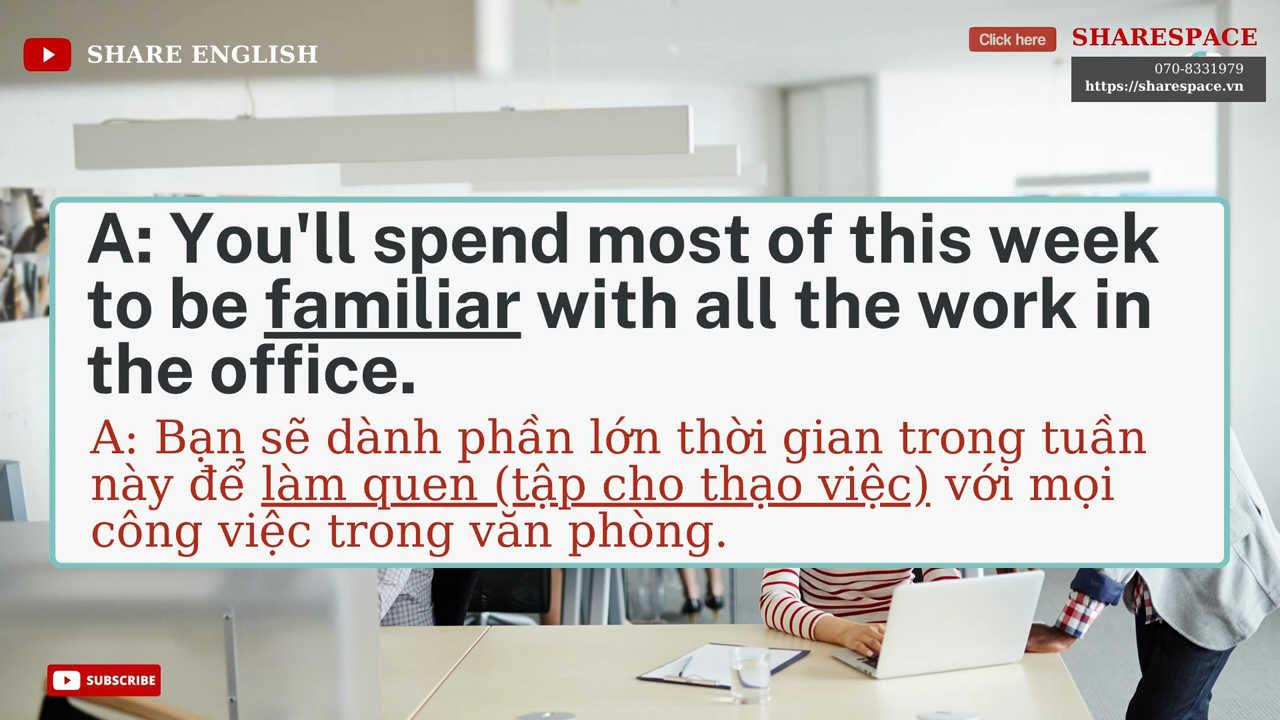 SHARE ENGLISH
Click here
SHARESPACE
070-8331979
https://sharespace.vn
A: You'll spend most of this week
to be familiar with all the work in
the office.
A: Bạn sẽ dành phần lớn thời gian trong tuần
này để làm quen (tập cho thạo việc) với mọi
công việc trong văn phòng.
SUBSCRIBE